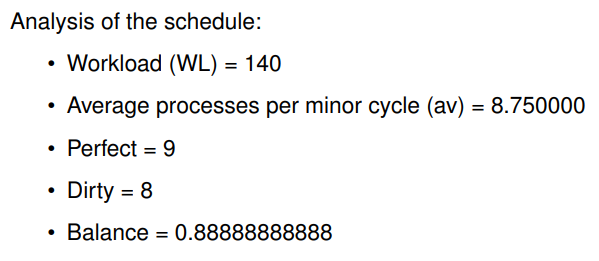 Analysis of the schedule:
• Workload (WL) = 140
• Average processes per minor cycle (av) = 8.750000
• Perfect = 9
• Dirty = 8
• Balance = 0.88888888888